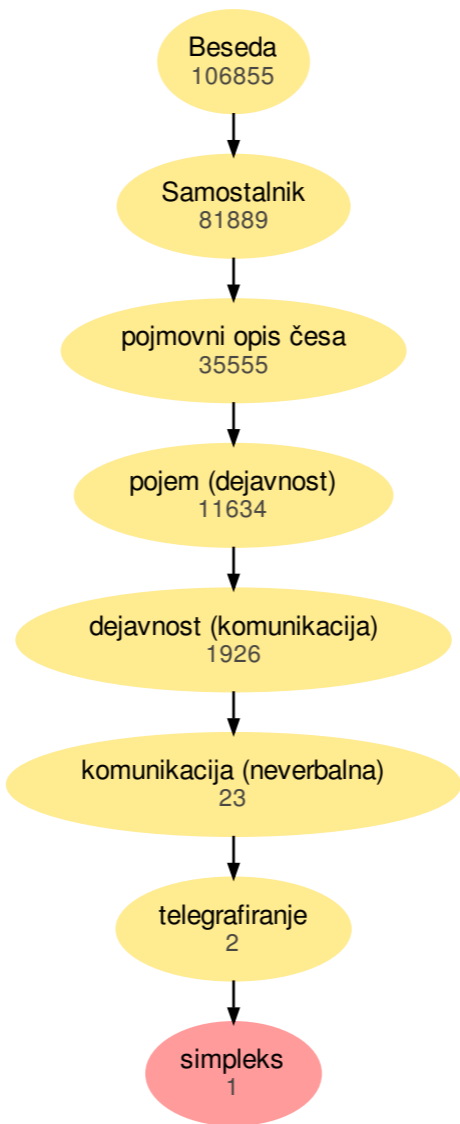 Beseda
106855
Samostalnik
81889
pojmovni opis česa
35555
pojem (dejavnost)
11634
dejavnost (komunikacija)
1926
komunikacija (neverbalna)
23
telegrafiranje
2
simpleks
1